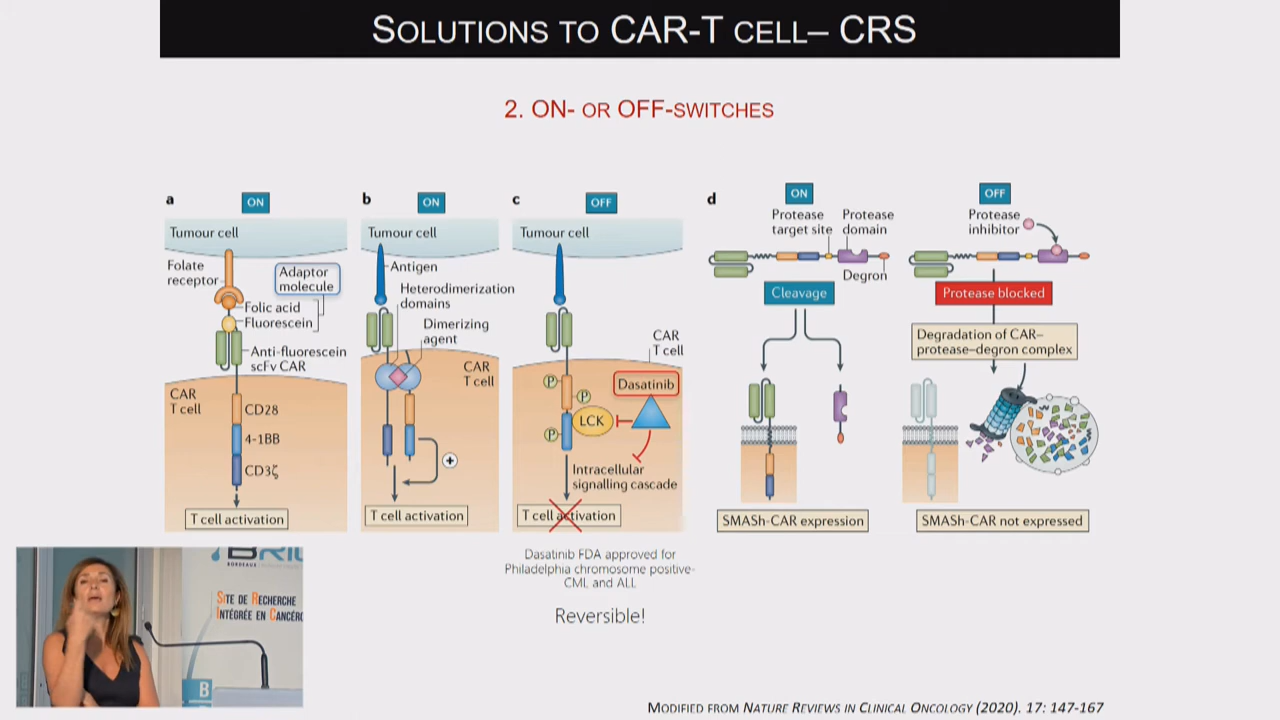 SOLUTIONS TO CAR-T CELL– CRS
2. ON- OR OFF-SWITCHES
a
ON
Tumour cell
Folate
receptor
Adaptor
molecule
Folic acid
Fluorescein
Anti-fluorescein
scFv CAR
CAR
T cell
CD28
4-1BB
CD3ζ
T cell activation
b
ON
Tumour cell
Antigen
Heterodimerization
domains
Dimerizing
agent
CAR
T cell
+
T cell activation
c
OFF
Tumour cell
CAR
T cell
P
P
P
LCK
Dasatinib
Intracellular
signalling cascade
T cell activation
Dasatinib FDA approved for
Philadelphia chromosome positive-
CML and ALL
Reversible!
d
ON
Protease
target site
Protease
domain
Degron
Cleavage
SMASh-CAR expression
OFF
Protease
inhibitor
Protease blocked
Degradation of CAR–
protease–degron complex
SMASh-CAR not expressed
BORDEAUX
SITE DE RECHERCHE
INTÉGRÉE EN CANCÉRO
B
MODIFIED FROM NATURE REVIEWS IN CLINICAL ONCOLOGY (2020). 17: 147-167